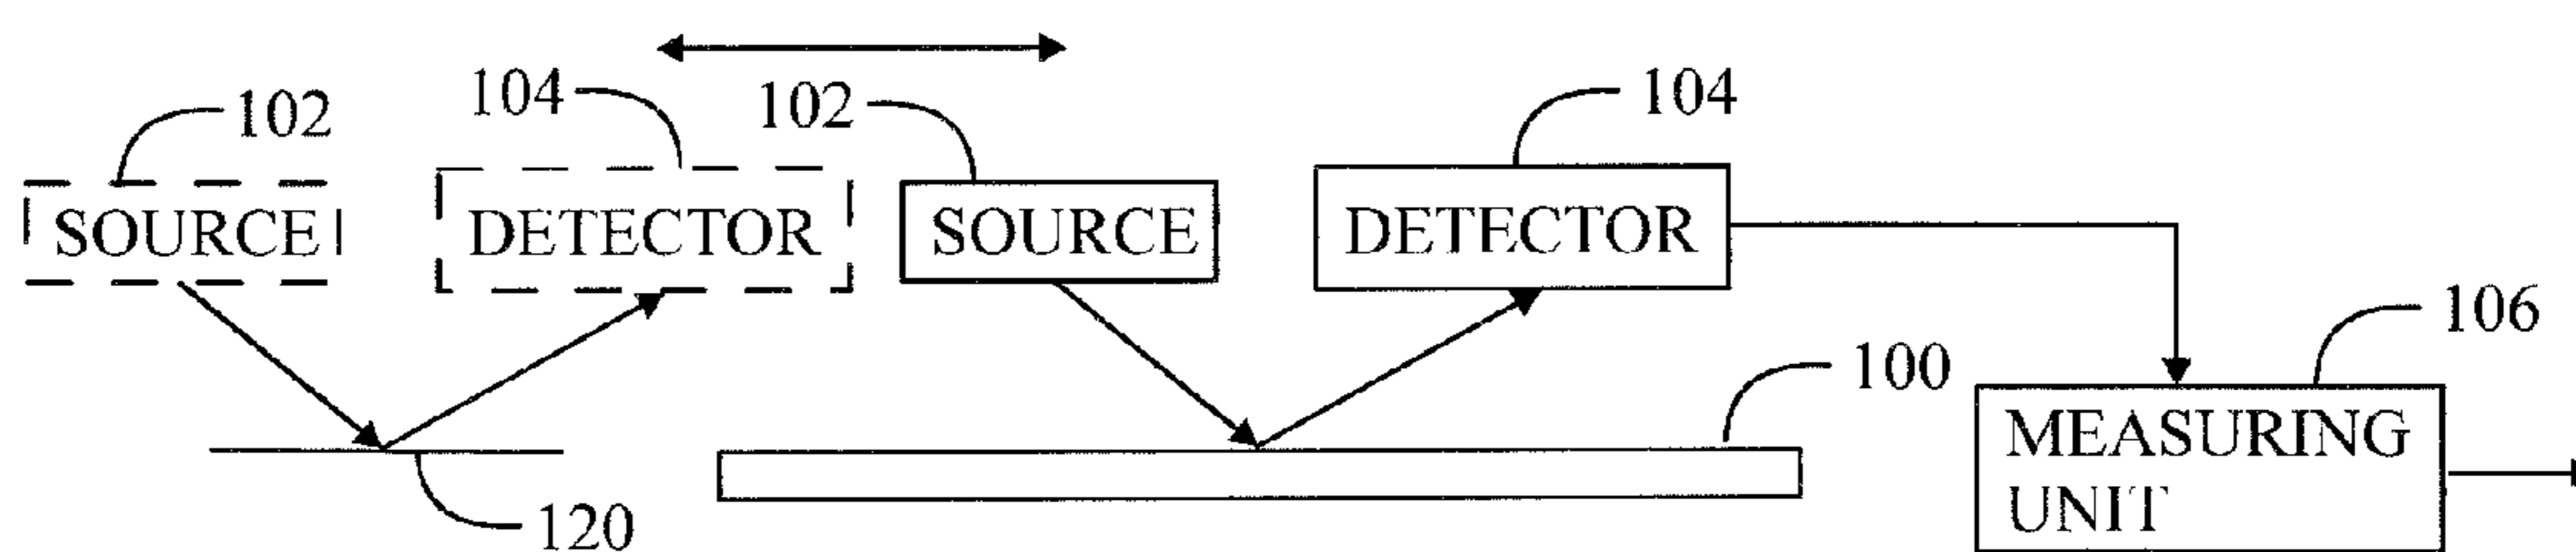 102
104
102
104
SOURCE
DETECTOR
SOURCE
DETECTOR
106
100
MEASURING
UNIT
120